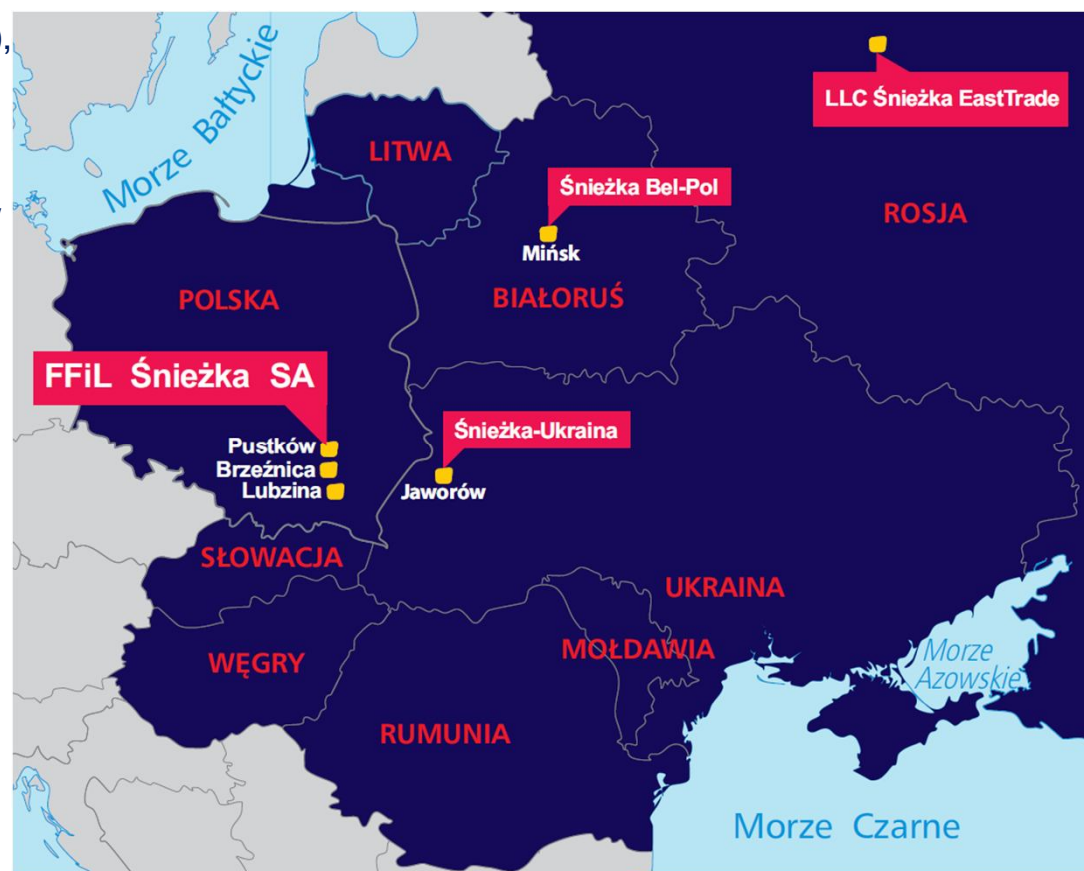 Morze Bałtyckie
LLC Śnieżka EastTrade
LITWA
Śnieżka Bel-Pol
ROSJA
Mińsk
POLSKA
BIAŁORUŚ
FFiL Śnieżka SA
Śnieżka-Ukraina
Pustków
Brzeźnica
Lubzina
Jaworów
SŁOWACJA
UKRAINA
WĘGRY
MOŁDAWIA
Morze
Azowskie
RUMUNIA
Morze Czarne